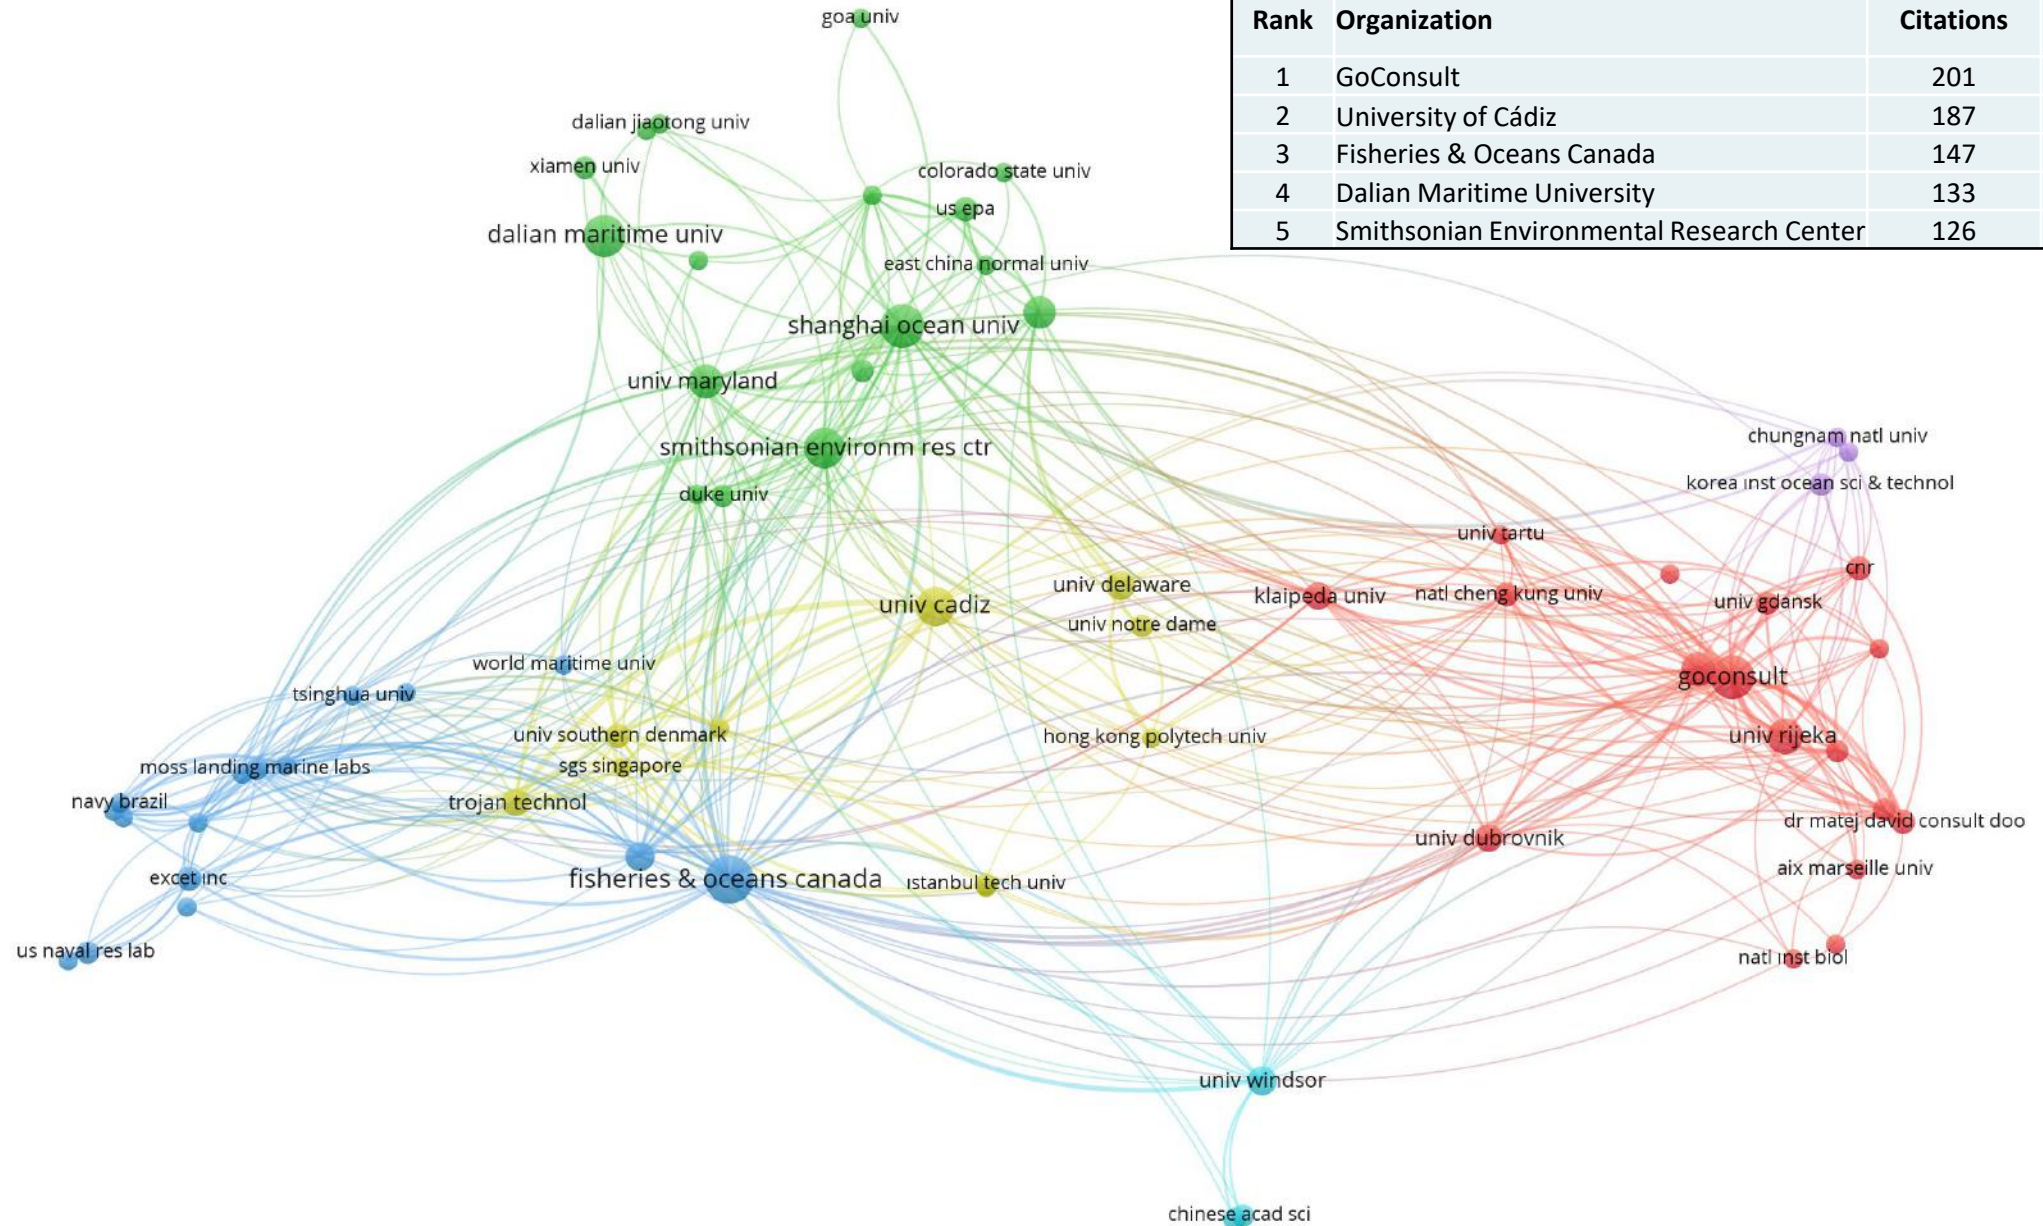 Rank Organization Citations
1 GoConsult 201
2 University of Cádiz 187
3 Fisheries & Oceans Canada 147
4 Dalian Maritime University 133
5 Smithsonian Environmental Research Center 126
goa univ
dalian jiaotong univ
xiamen univ
colorado state univ
us epa
dalian maritime univ
east china normal univ
shanghai ocean univ
univ maryland
smithsonian environm res ctr
duke univ
chungnam natl univ
korea ınst ocean sci & technol
univ tartu
cnr
univ delaware
klaipeda univ
natl cheng kung univ
univ gdansk
univ cadiz
univ notre dame
world maritime univ
goconsult
tsinghua univ
univ southern denmark
hong kong polytech univ
univ rijeka
sgs singapore
moss landing marine labs
navy brazil
trojan technol
dr matej david consult doo
univ dubrovnik
aix marseille univ
excet inc
fisheries & oceans canada
ıstanbul tech univ
us naval res lab
natl ınst biol
univ windsor
chinese acad sci